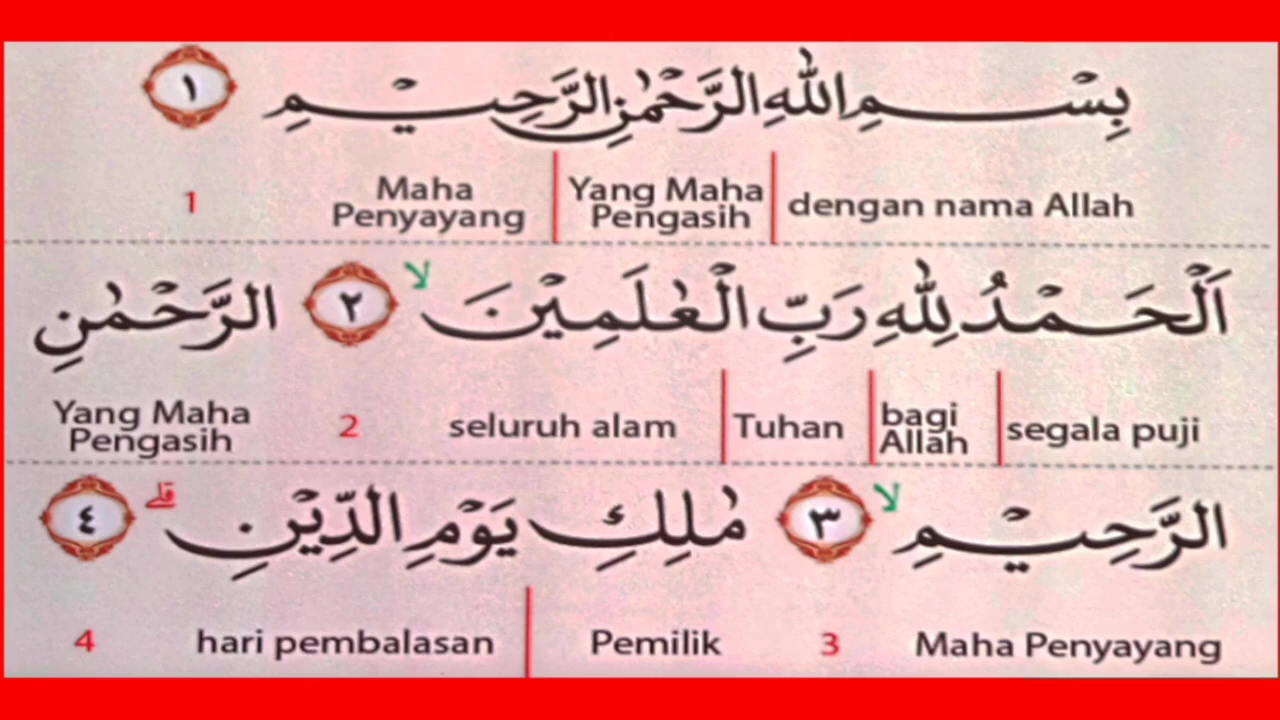 بِسْمِ اللّٰهِ الرَّحْمٰنِ الرَّحِيْمِ ١
dengan nama Allah | Yang Maha Pengasih | Maha Penyayang 1
اَلْحَمْدُ لِلّٰهِ رَبِّ الْعٰلَمِيْنَ ۙ ٢ الرَّحْمٰنِ
segala puji | bagi Allah | Tuhan | seluruh alam 2 Yang Maha Pengasih
الرَّحِيْمِ ۙ ٣ مٰلِكِ يَوْمِ الدِّيْنِ ۗ ٤
Maha Penyayang 3 Pemilik | hari pembalasan 4